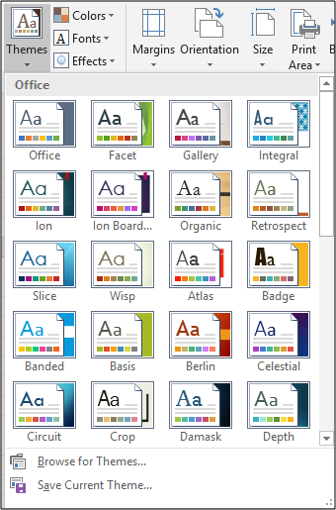 Aa
Themes
Colors
A Fonts
Effects
Margins Orientation Size Print
Area
Office
Aa Aa Aa Aa
Office Facet Gallery Integral
Aa Aa Aa Aa
Ion Ion Board... Organic Retrospect
Aa Aa Aa Aa
Slice Wisp Atlas Badge
Aa Aa Aa Aa
Banded Basis Berlin Celestial
Aa Aa Aa Aa
Circuit Crop Damask Depth
Browse for Themes...
Save Current Theme...